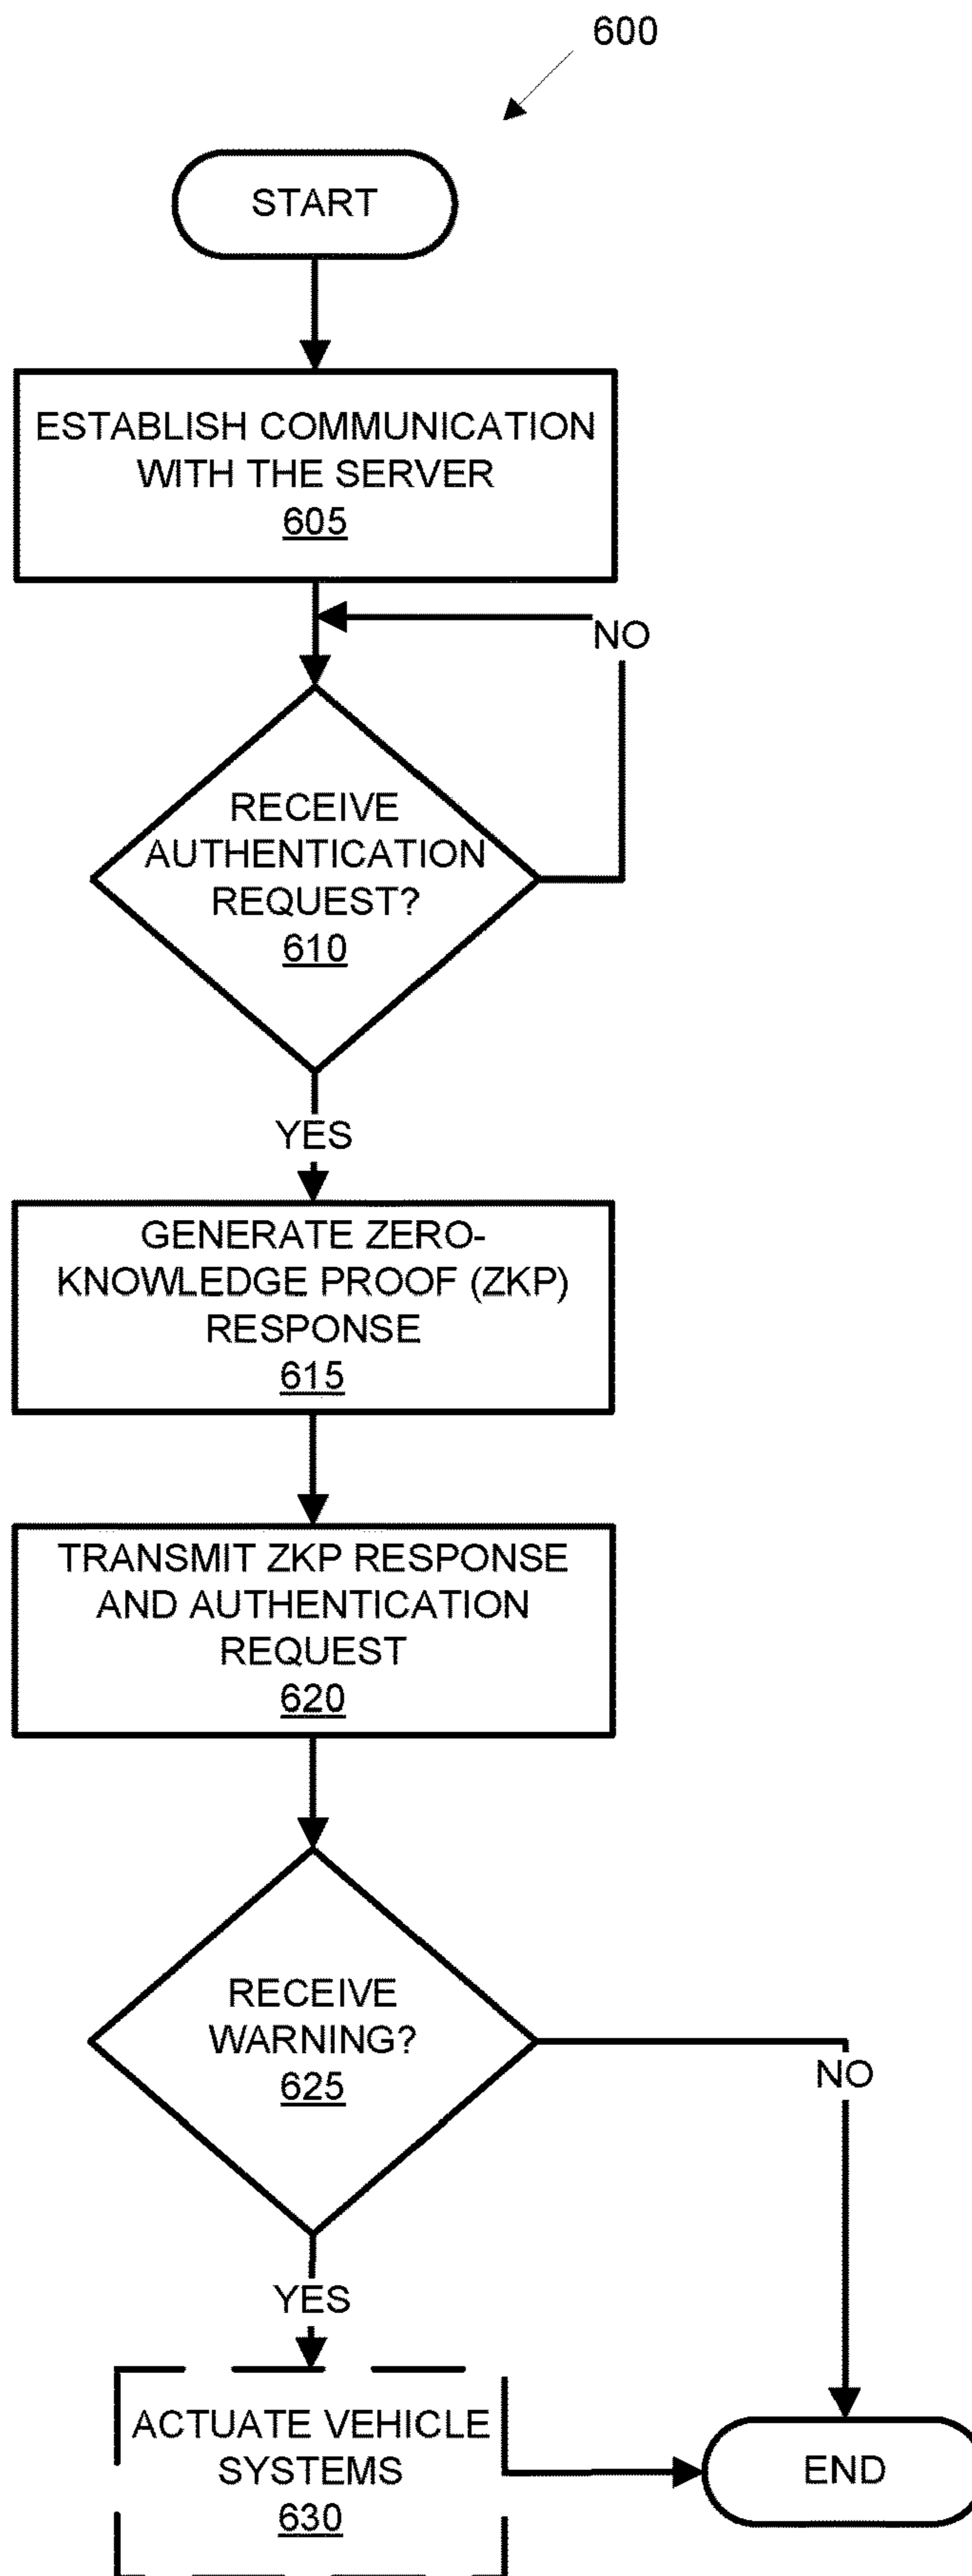 600
START
ESTABLISH COMMUNICATION
WITH THE SERVER
605
NO
RECEIVE
AUTHENTICATION
REQUEST?
610
YES
GENERATE ZERO-
KNOWLEDGE PROOF (ZKP)
RESPONSE
615
TRANSMIT ZKP RESPONSE
AND AUTHENTICATION
REQUEST
620
RECEIVE
WARNING?
625
NO
YES
ACTUATE VEHICLE
SYSTEMS
630
END